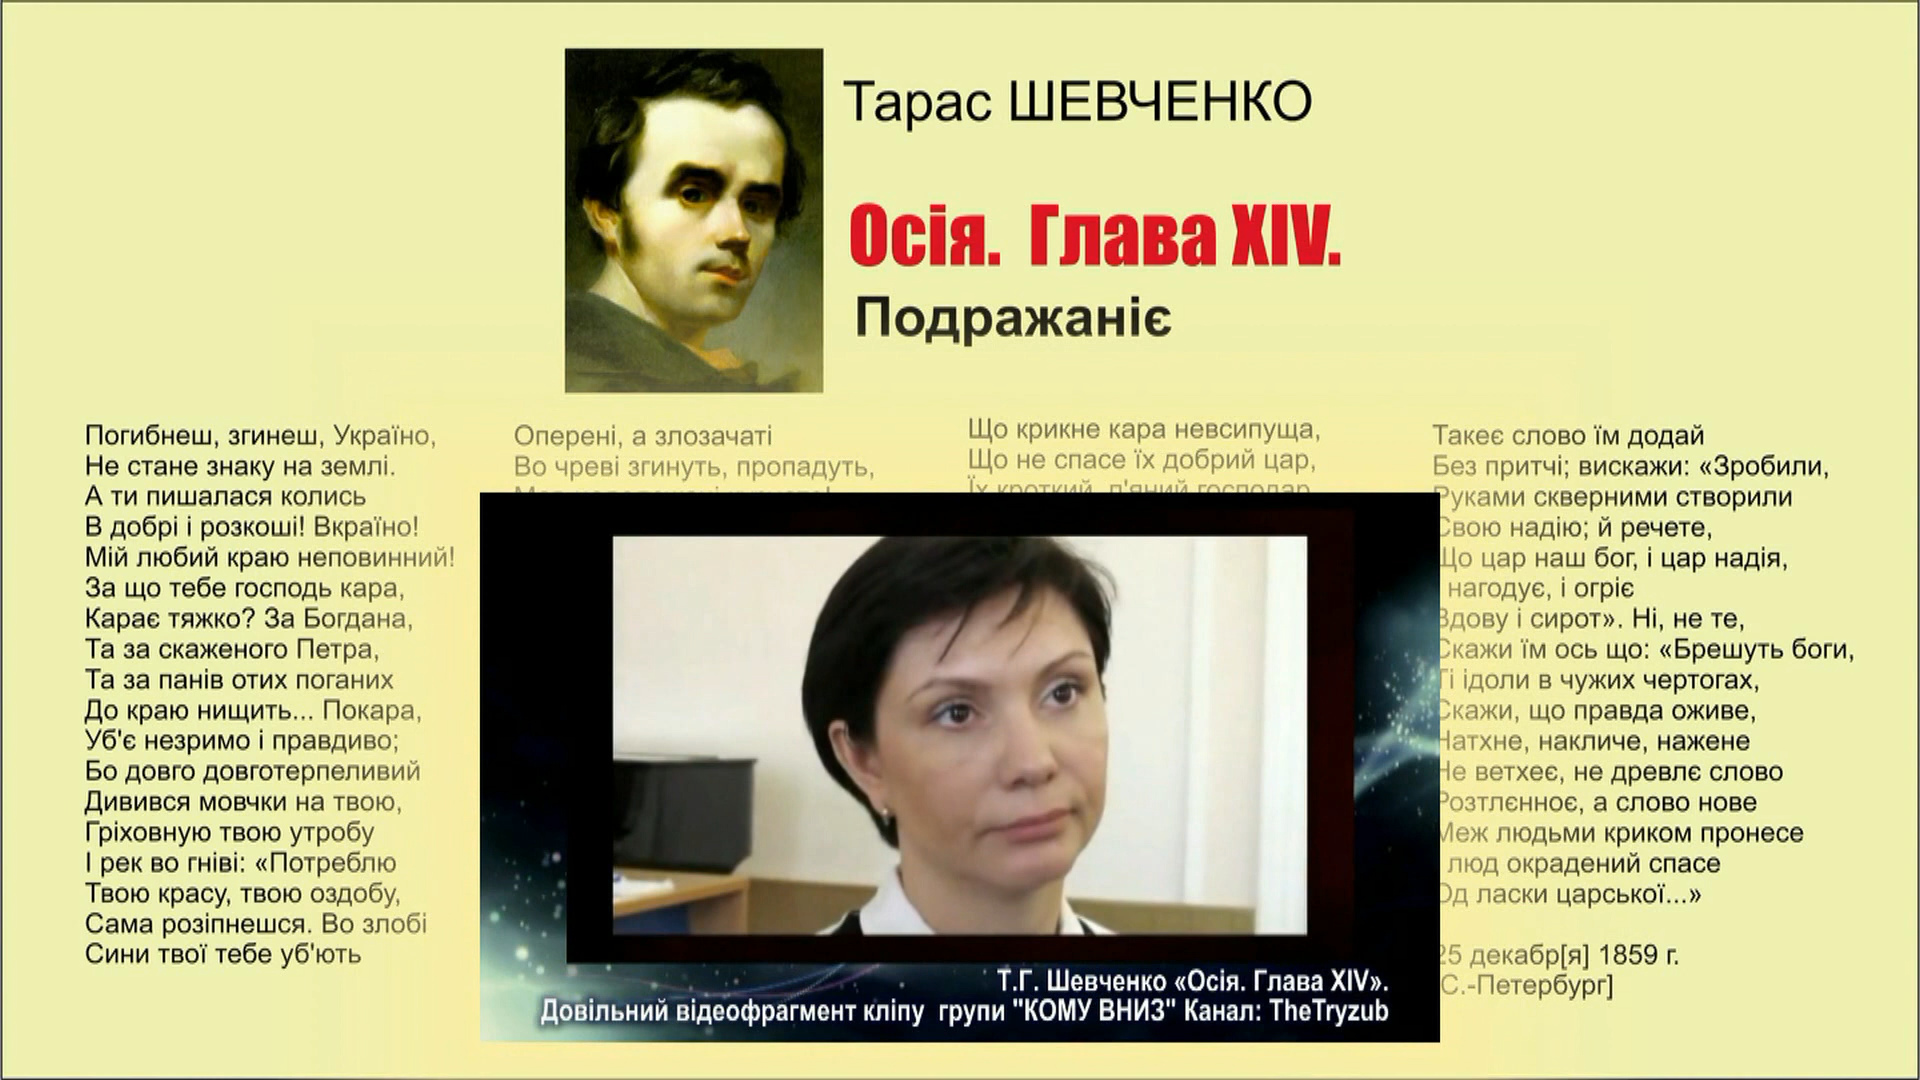 Тарас ШЕВЧЕНКО
Осія. Глава XIV.
Подражаніє
Погибнеш, згинеш, Україно,
Не стане знаку на землі.
А ти пишалася колись
В добрі і розкоші! Вкраїно!
Мій любий краю неповинний!
За що тебе господь кара,
Карає тяжко? За Богдана,
Та за скаженого Петра,
Та за панів отих поганих
До краю нищить... Покара,
Уб'є незримо і правдиво;
Бо довго довготерпеливий
Дивився мовчки на твою,
Гріховную твою утробу
І рек во гніві: «Потреблю
Твою красу, твою оздобу,
Сама розіпнешся. Во злобі
Сини твої тебе уб'ють
Оперені, а злозачаті
Во чреві згинуть, пропадуть,
Що крикне кара невсипуща,
Що не спасе їх добрий цар,
Їх кроткий, п'яний господар,
Такеє слово їм додай
Без притчі; вискажи: «Зробили,
Руками скверними створили
Свою надію; й речете,
Що цар наш бог, і цар надія,
нагодує, і огріє
Вдову і сирот». Ні, не те,
Скажи їм ось що: «Брешуть боги,
Ті ідоли в чужих чертогах,
Скажи, що правда оживе,
Натхне, накличе, нажене
Не ветхеє, не древлє слово
Розтлєнноє, а слово нове
Меж людьми криком пронесе
люд окрадений спасе
Од ласки царської...»
25 декабр[я] 1859 г.
С.-Петербург]
Т.Г. Шевченко «Осія. Глава XIV».
Довільний відеофрагмент кліпу групи "КОМУ ВНИЗ" Канал: TheTryzub